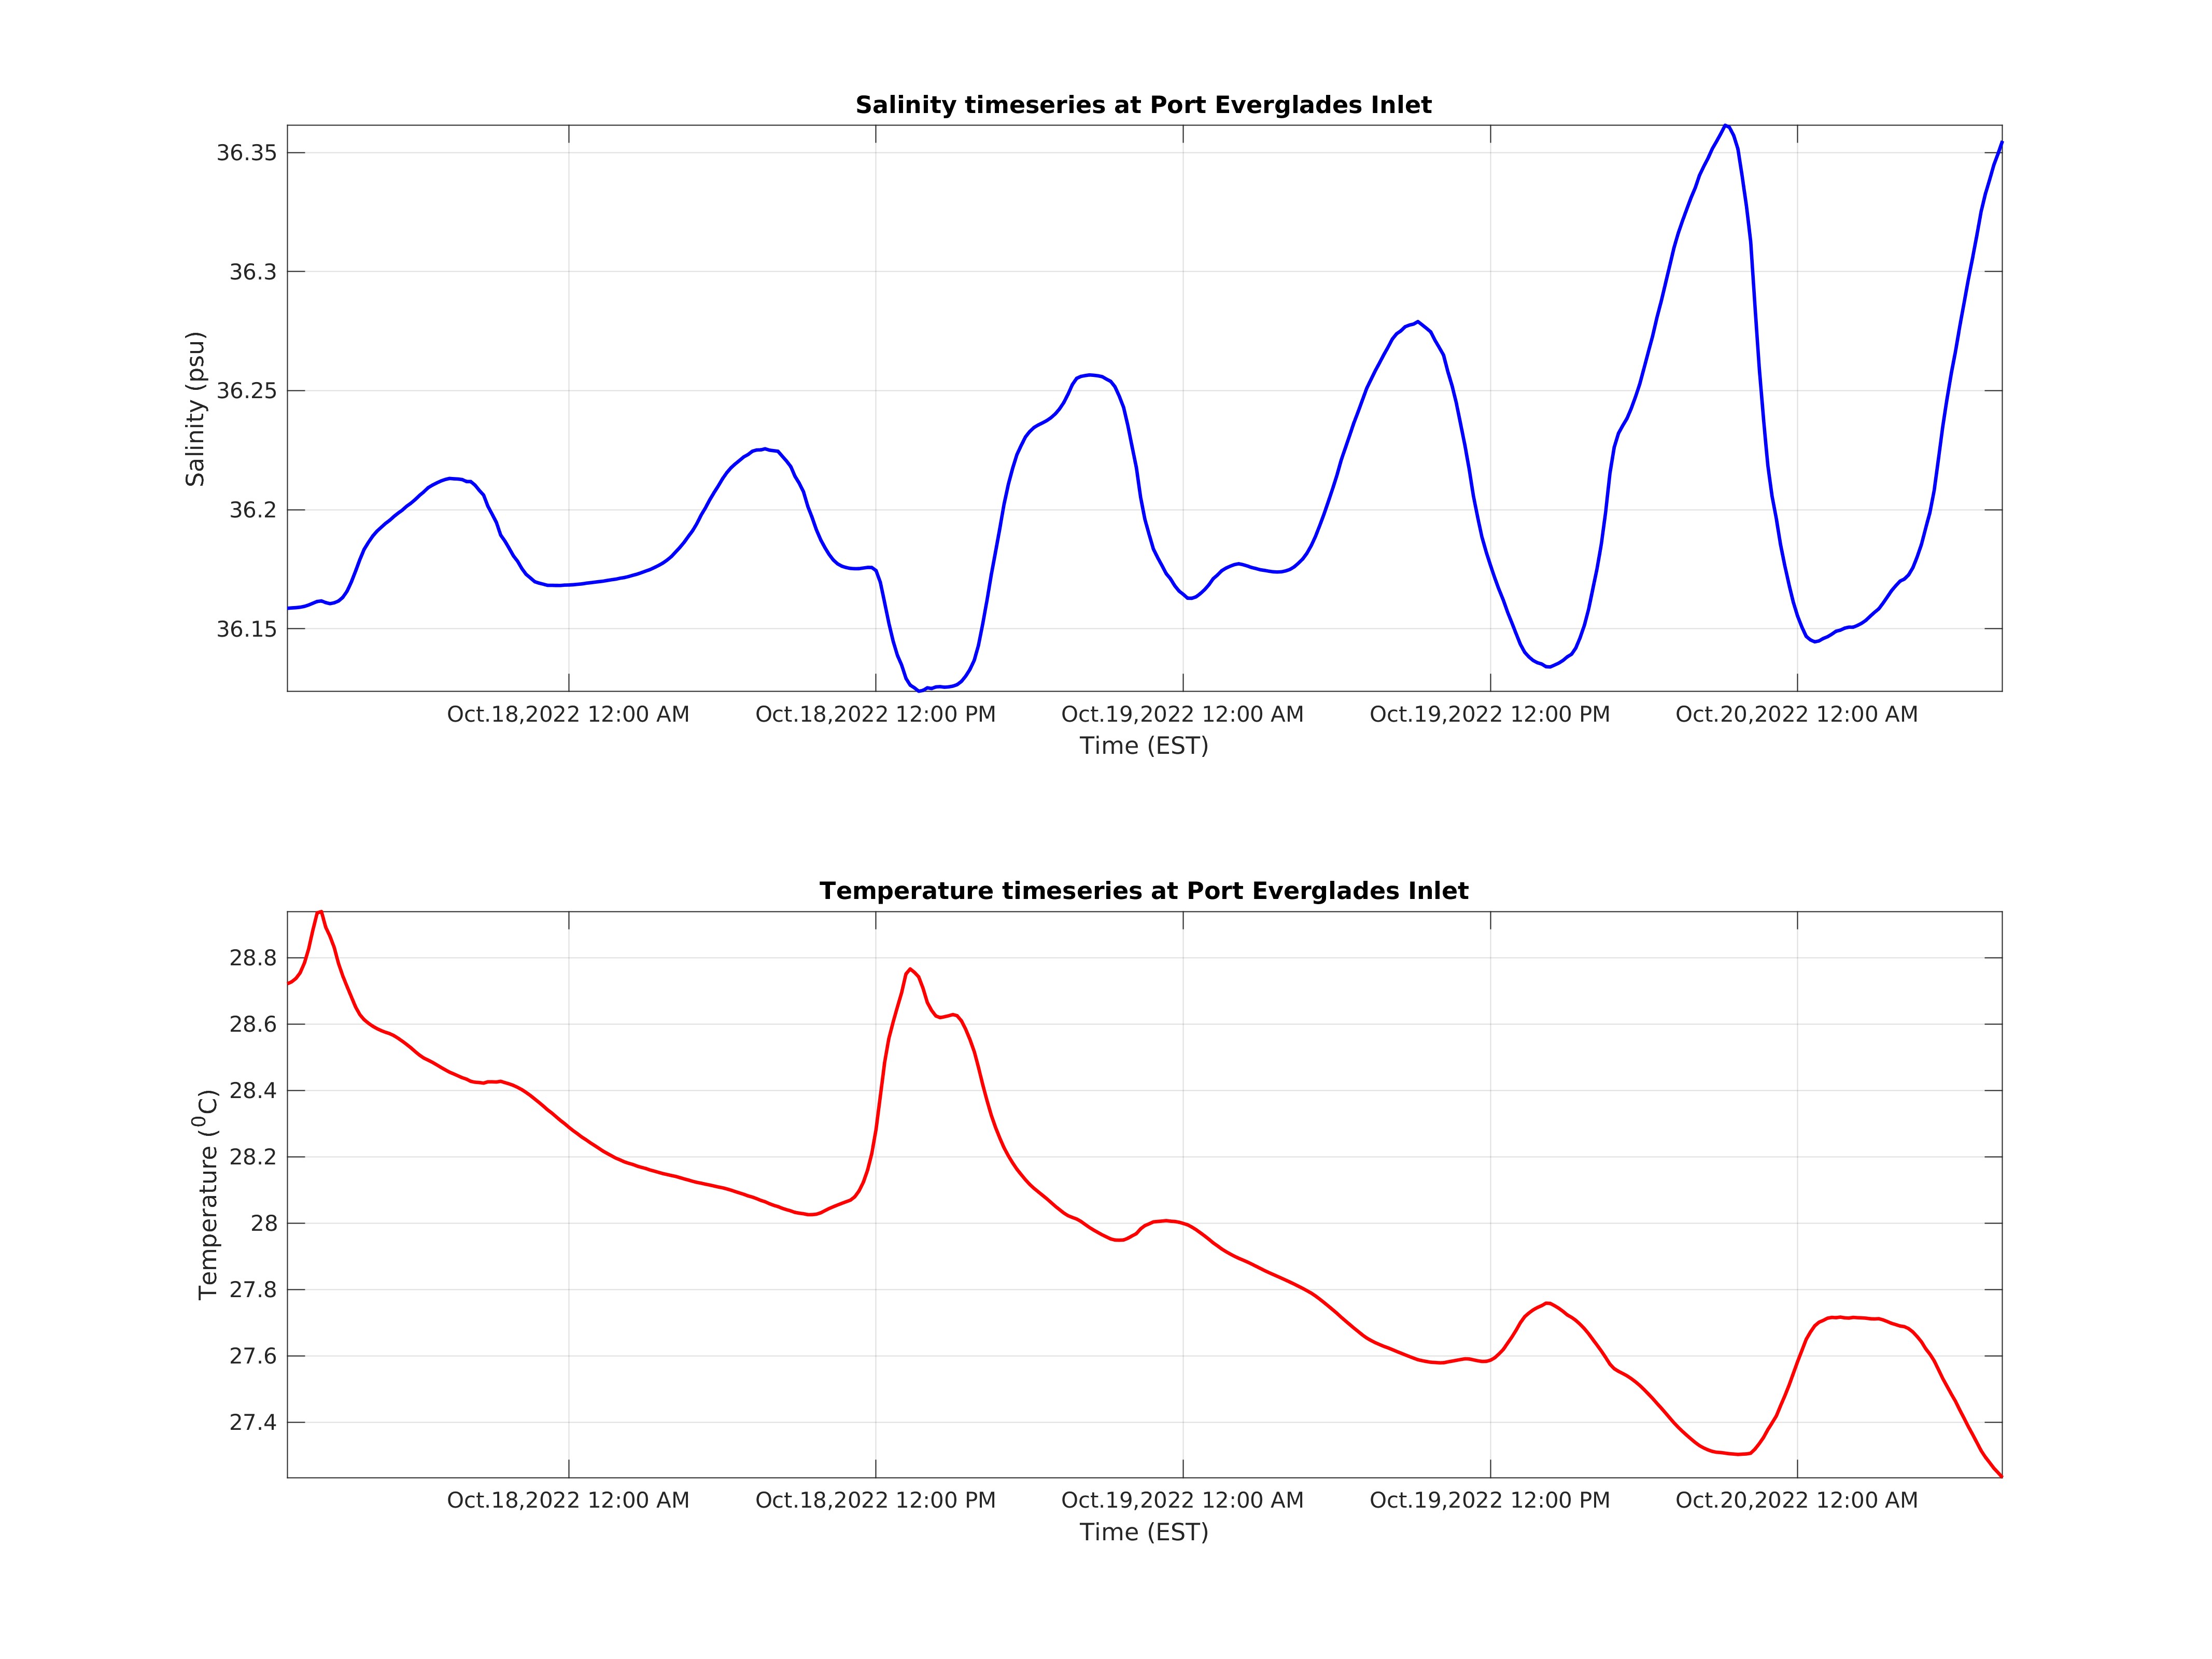 Salinity timeseries at Port Everglades Inlet
36.35
36.3
36.25
36.2
36.15
Salinity (psu)
Oct.18,2022 12:00 AM Oct.18,2022 12:00 PM Oct.19,2022 12:00 AM Oct.19,2022 12:00 PM Oct.20,2022 12:00 AM
Time (EST)
Temperature timeseries at Port Everglades Inlet
28.8
28.6
28.4
28.2
28
27.8
27.6
27.4
Temperature (⁰C)
Oct.18,2022 12:00 AM Oct.18,2022 12:00 PM Oct.19,2022 12:00 AM Oct.19,2022 12:00 PM Oct.20,2022 12:00 AM
Time (EST)